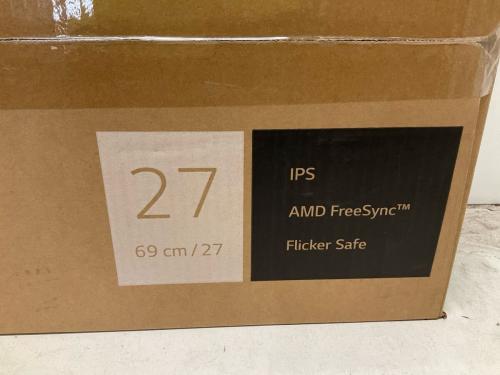 27
69 cm / 27
IPS
AMD FreeSync™
Flicker Safe